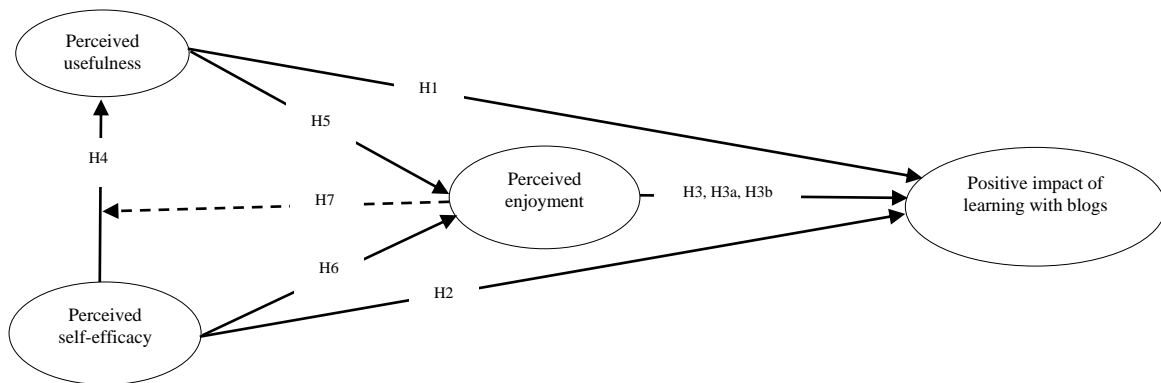 Perceived
usefulness
H1
H5
H4
Perceived
enjoyment
H3, H3a, H3b
Positive impact of
learning with blogs
H7
H6
H2
Perceived
self-efficacy